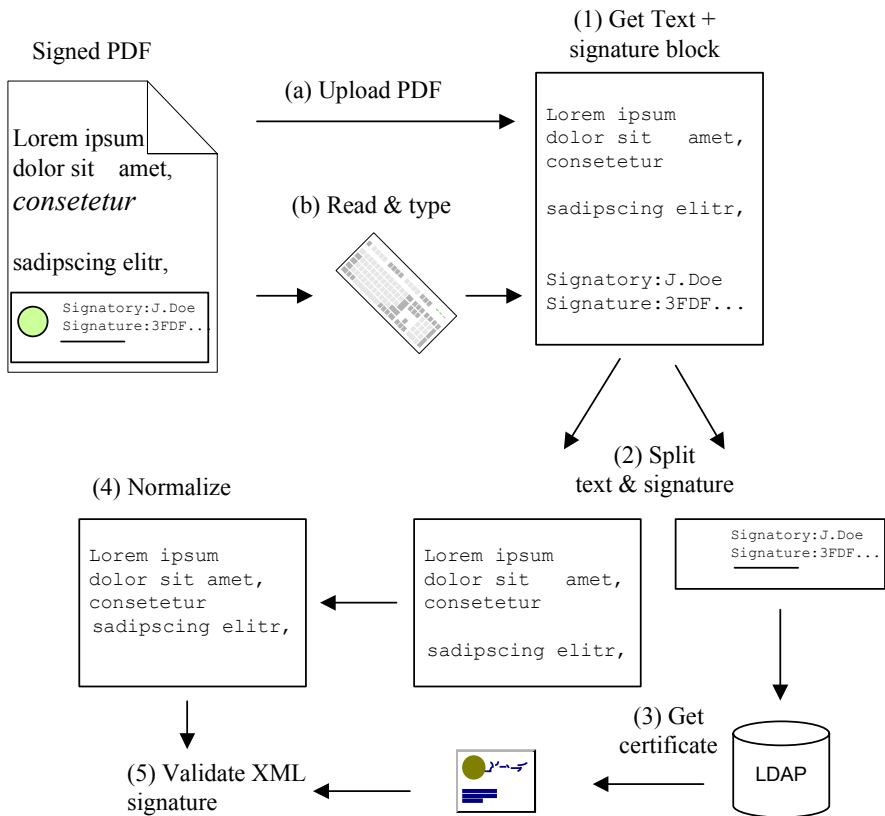 Signed PDF
Lorem ipsum
dolor sit amet,
consetetur
sadipscing elitr,
Signatory:J.Doe
Signature:3FDF...
(a) Upload PDF
(b) Read & type
(1) Get Text +
signature block
Lorem ipsum
dolor sit amet,
consetetur
sadipscing elitr,
Signatory:J.Doe
Signature:3FDF...
(2) Split
text & signature
(4) Normalize
Lorem ipsum
dolor sit amet,
consetetur
sadipscing elitr,
Lorem ipsum
dolor sit amet,
consetetur
sadipscing elitr,
Signatory:J.Doe
Signature:3FDF...
(3) Get
certificate
LDAP
(5) Validate XML
signature